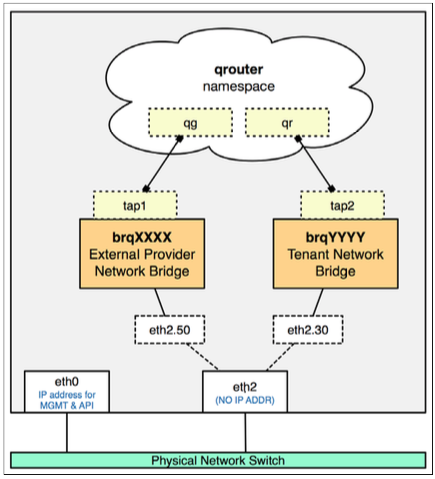 qrouter
namespace
qg
qr
tap1
tap2
brqXXXX
External Provider
Network Bridge
brqYYYY
Tenant Network
Bridge
eth2.50
eth2.30
eth0
IP address for
MGMT & API
eth2
(NO IP ADDR)
Physical Network Switch